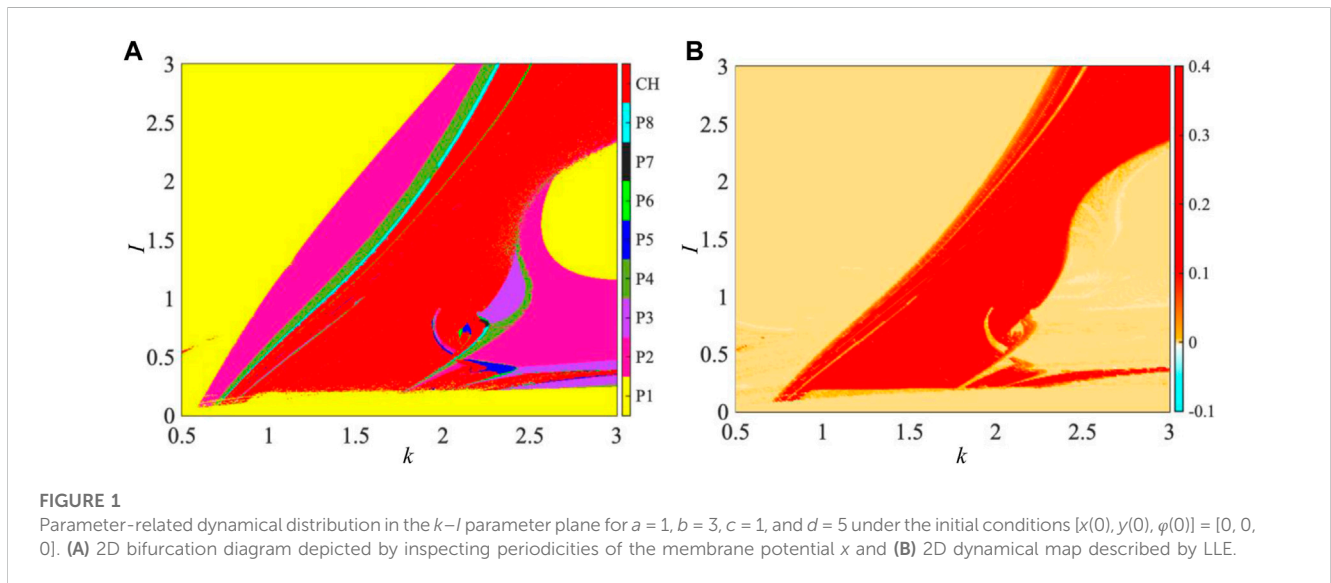 A
3
2.5
2
1.5
1
0.5
0
I
0.5
1
1.5
2
2.5
3
k
CH
P8
P7
P6
P5
P4
P3
P2
P1
B
3
2.5
2
1.5
1
0.5
0
I
0.5
1
1.5
2
2.5
3
k
0.4
0.3
0.2
0.1
0
-0.1
FIGURE 1
Parameter-related dynamical distribution in the k–I parameter plane for a = 1, b = 3, c = 1, and d = 5 under the initial conditions [x(0), y(0), φ(0)] = [0, 0,
0]. (A) 2D bifurcation diagram depicted by inspecting periodicities of the membrane potential x and (B) 2D dynamical map described by LLE.